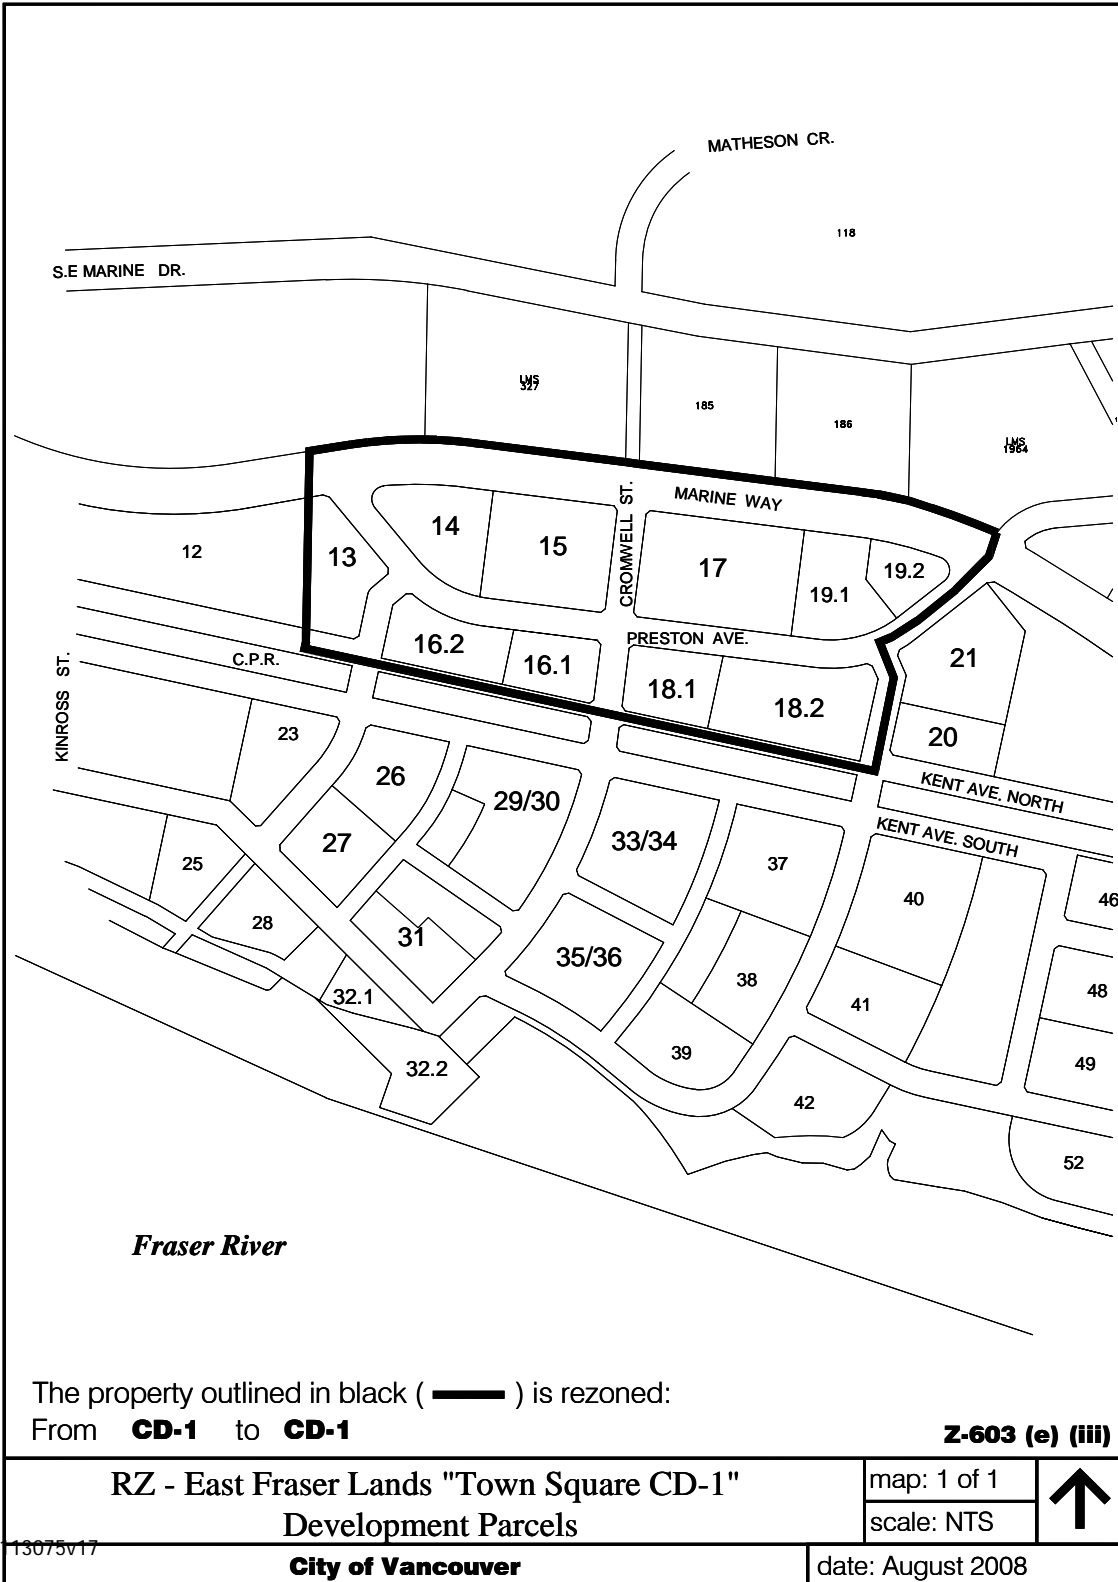 MATHESON CR.
118
S.E MARINE DR.
LMS
327
185
186
LMS
1964
MARINE WAY
CROMWELL ST.
14
15
17
19.2
19.1
12
13
16.2
16.1
PRESTON AVE.
18.1
18.2
21
20
C.P.R.
KINROSS ST.
23
26
27
29/30
33/34
37
KENT AVE. NORTH
KENT AVE. SOUTH
25
28
31
35/36
38
40
46
32.1
32.2
39
41
48
49
42
52
Fraser River
The property outlined in black ( ) is rezoned:
From CD-1 to CD-1
Z-603 (e) (iii)
RZ - East Fraser Lands "Town Square CD-1"
Development Parcels
map: 1 of 1
scale: NTS
13075v17
City of Vancouver
date: August 2008